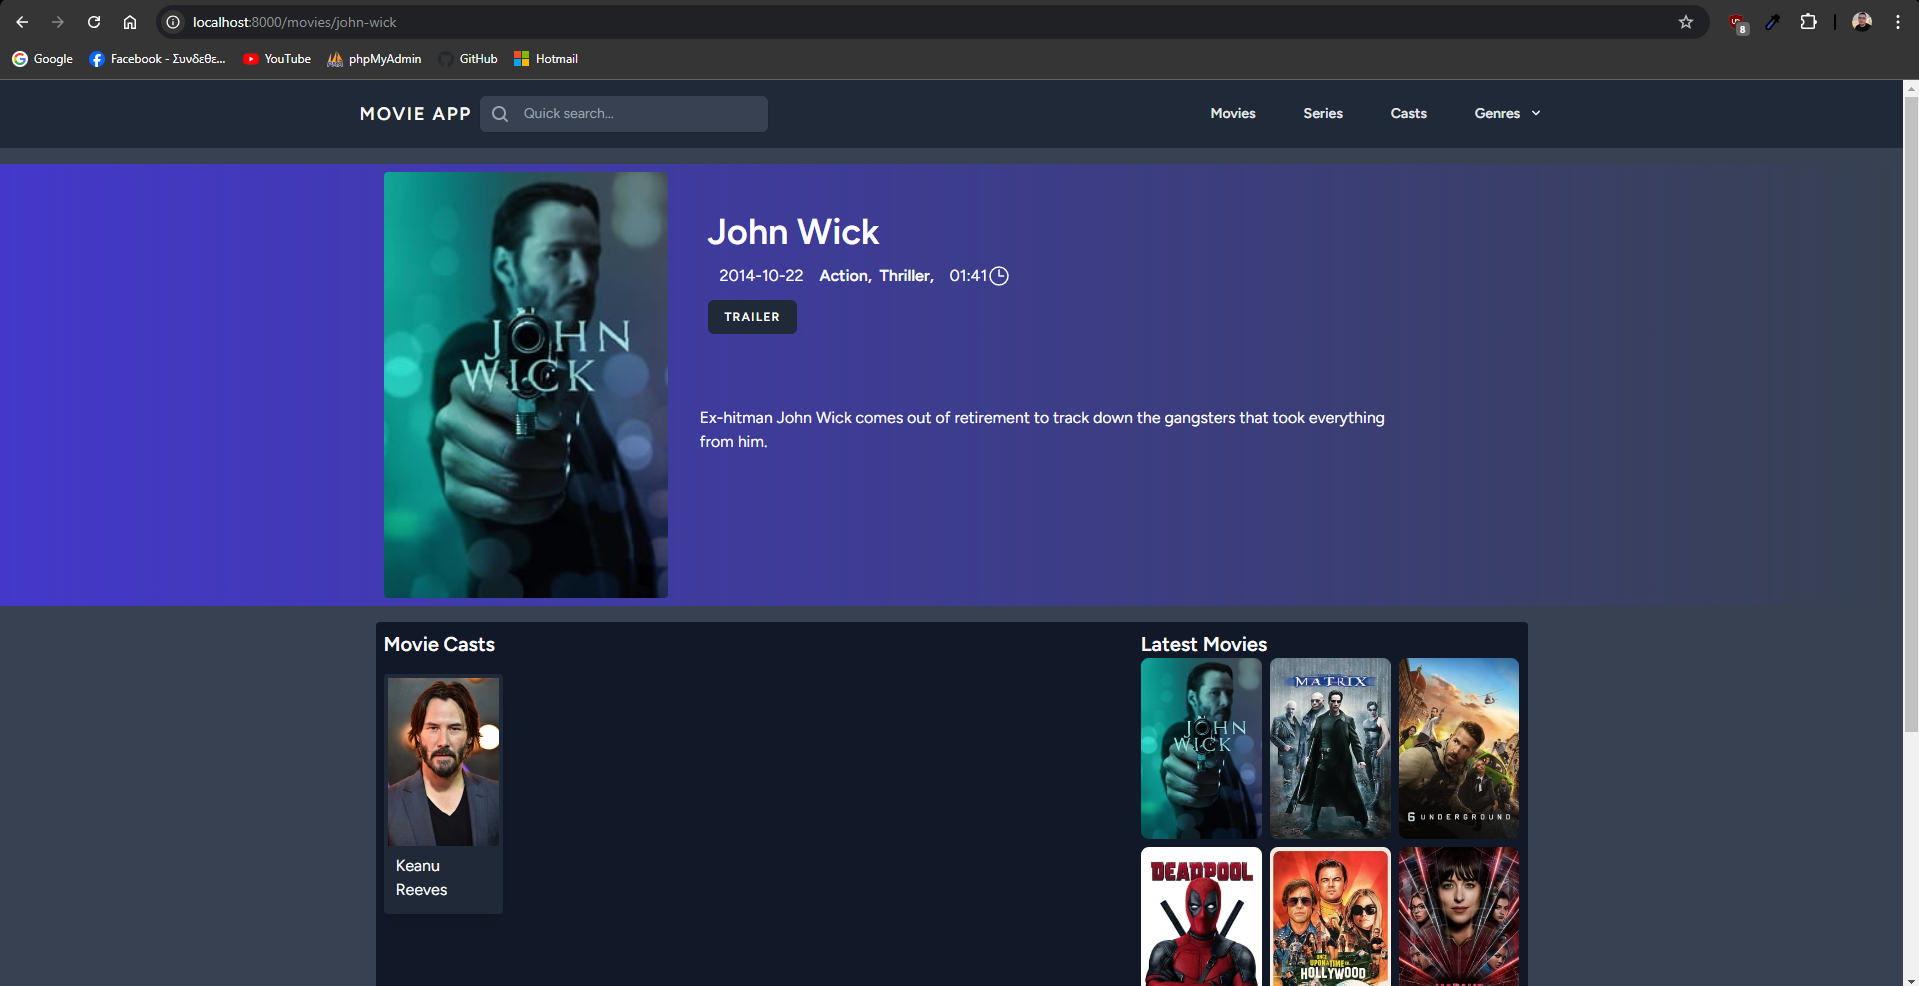 localhost:8000/movies/john-wick
8
Google
Facebook - Συνδεθε...
YouTube
phpMyAdmin
GitHub
Hotmail
MOVIE APP
Quick search...
Movies
Series
Casts
Genres
John Wick
2014-10-22 Action, Thriller, 01:41
TRAILER
JOHN
WICK
Ex-hitman John Wick comes out of retirement to track down the gangsters that took everything
from him.
Movie Casts
Latest Movies
JOHN
WICK
MATRIX
6 UNDERGROUND
Keanu
Reeves
DEADPOOL
ONCE
UPON A TIME IN
HOLLYWOOD